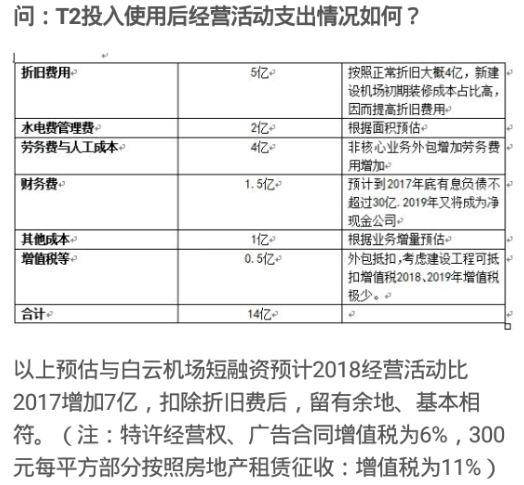 问：T2投入使用后经营活动支出情况如何？
折旧费用 5亿 按照正常折旧大概4亿，新建
设机场初期装修成本占比高，
因而提高折旧费用
水电费管理费 2亿 根据面积预估
劳务费与人工成本 4亿 非核心业务外包增加劳务费
用增加
财务费 1.5亿 预计到2017年底有息负债不
超过30亿.2019年又将成为净
现金公司
其他成本 1亿 根据业务增量预估
增值税等 0.5亿 外包抵扣，考虑建设工程可抵
扣增值税2018、2019年增值税
极少。
合计 14亿
以上预估与白云机场短融资预计2018经营活动比
2017增加7亿，扣除折旧费后，留有余地、基本相
符。（注：特许经营权、广告合同增值税为6%，300
元每平方部分按照房地产租赁征收：增值税为11%）